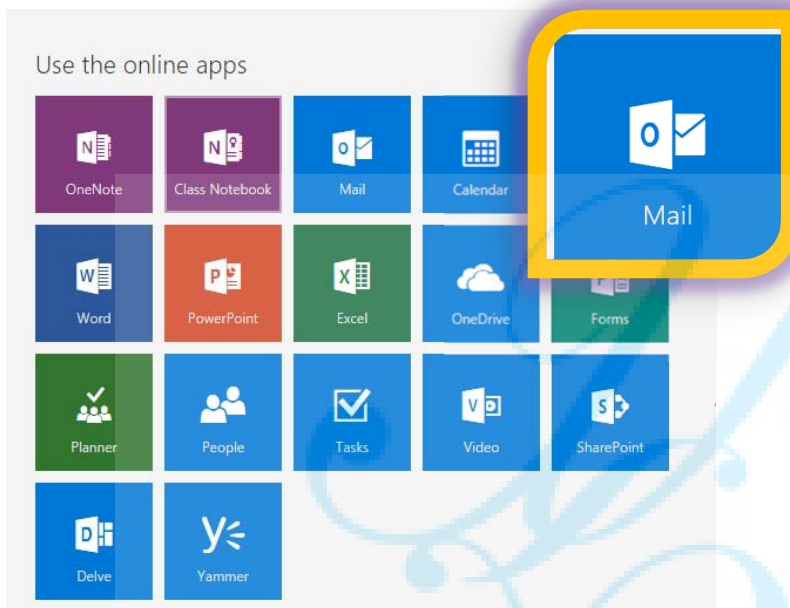 Use the online apps
OneNote
Class Notebook
Mail
Calendar
Mail
Word
PowerPoint
Excel
OneDrive
Forms
Planner
People
Tasks
Video
SharePoint
Delve
Yammer